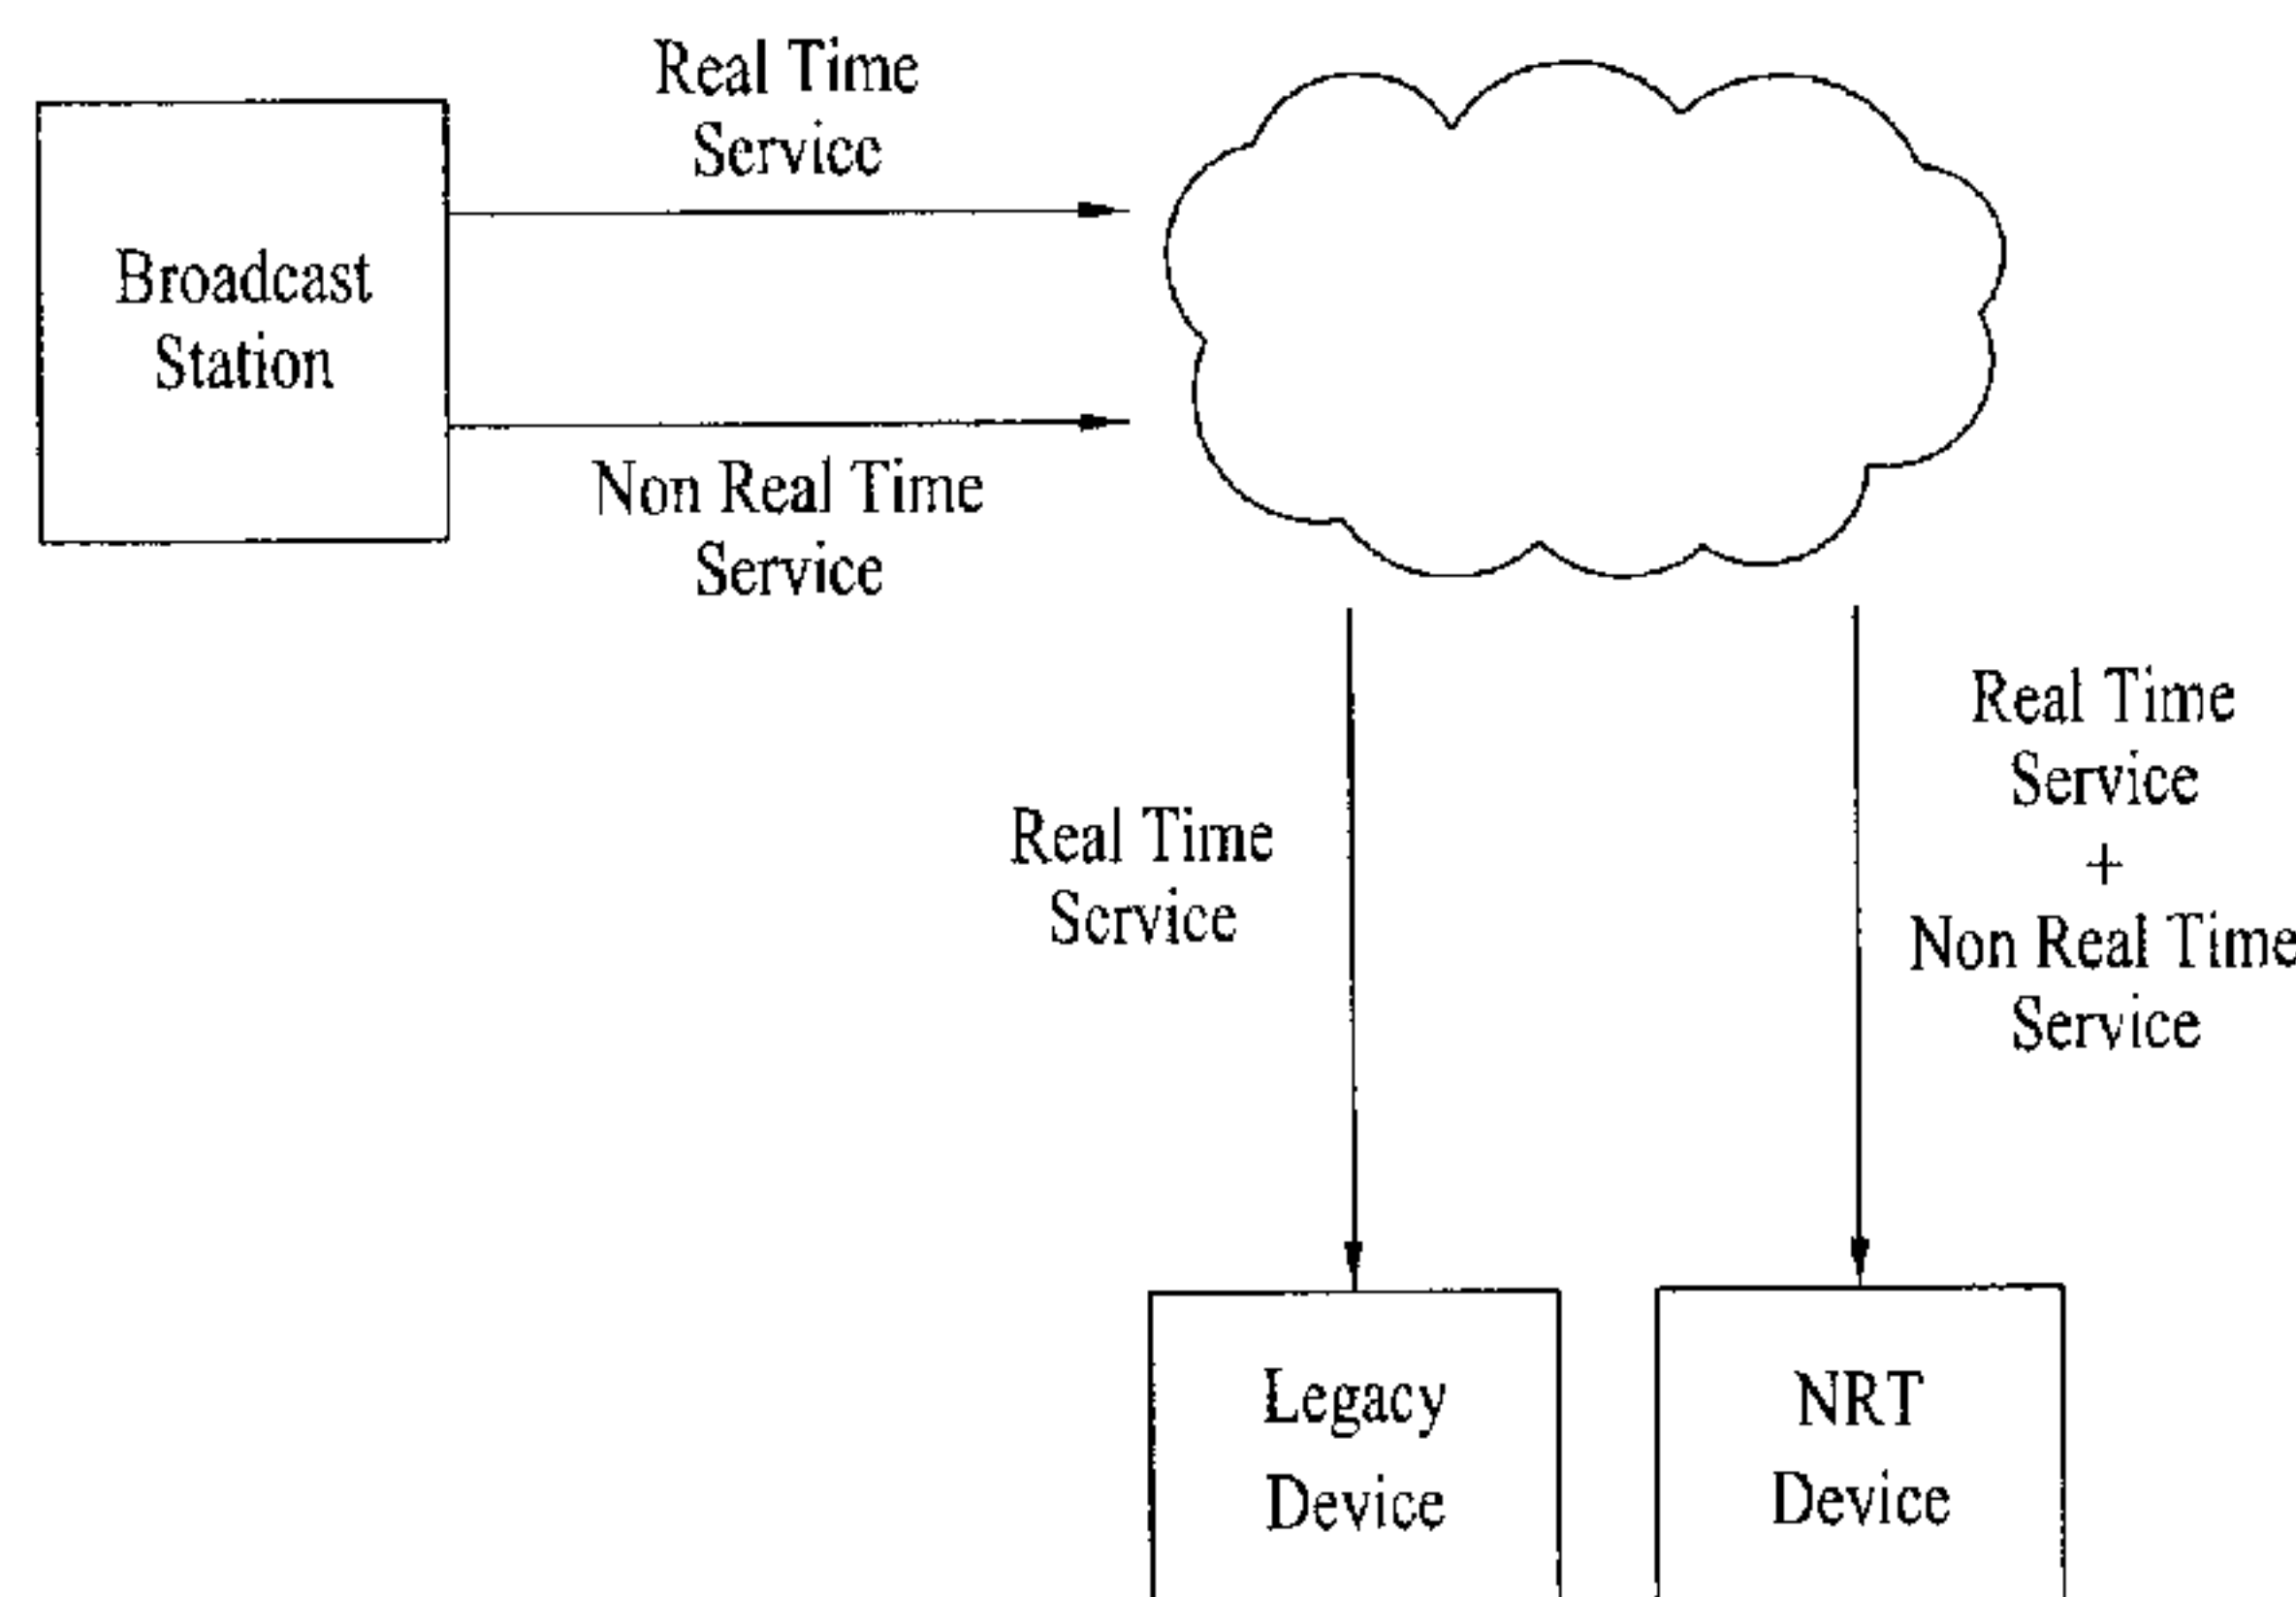 Real Time
Service
Broadcast
Station
Non Real Time
Service
Real Time
Service
+
Non Real Time
Service
Real Time
Service
Legacy
Device
NRT
Device